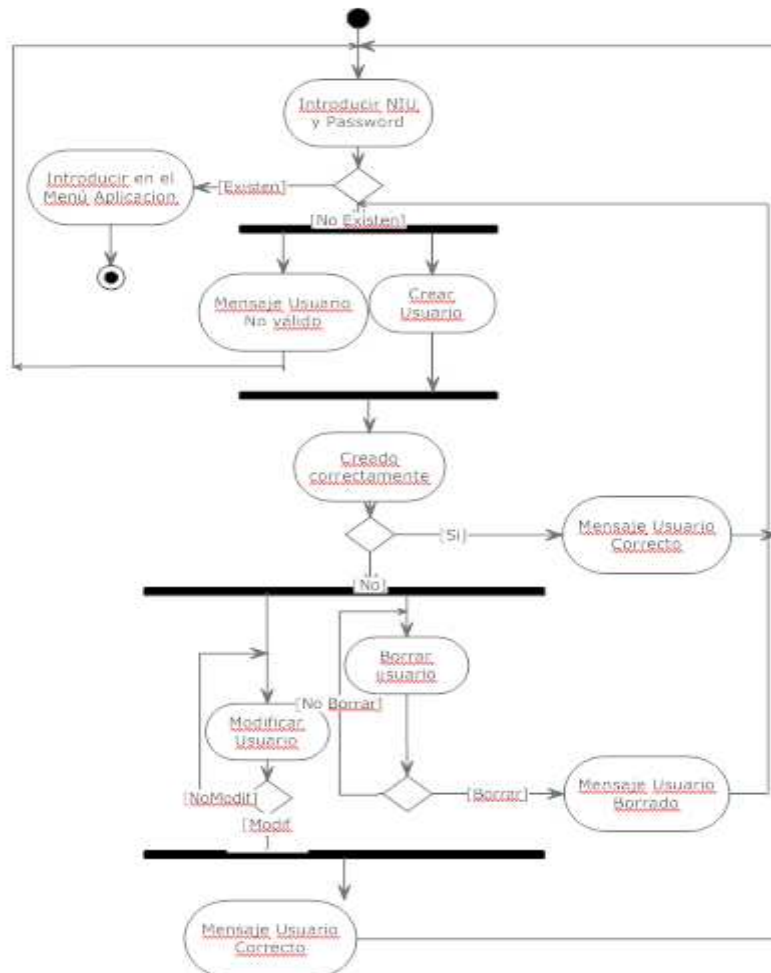 Introducir NIU
y Password
Introducir en el
Menú Aplicacion
[Existen]
[No Existen]
Mensaje Usuario
No válido
Crear
Usuario
Creado
correctamente
[Si]
Mensaje Usuario
Correcto
[No]
Borrar
usuario
[No Borrar]
Modificar
Usuario
[NoModif]
[Modif
]
[Borrar]
Mensaje Usuario
Borrado
Mensaje Usuario
Correcto